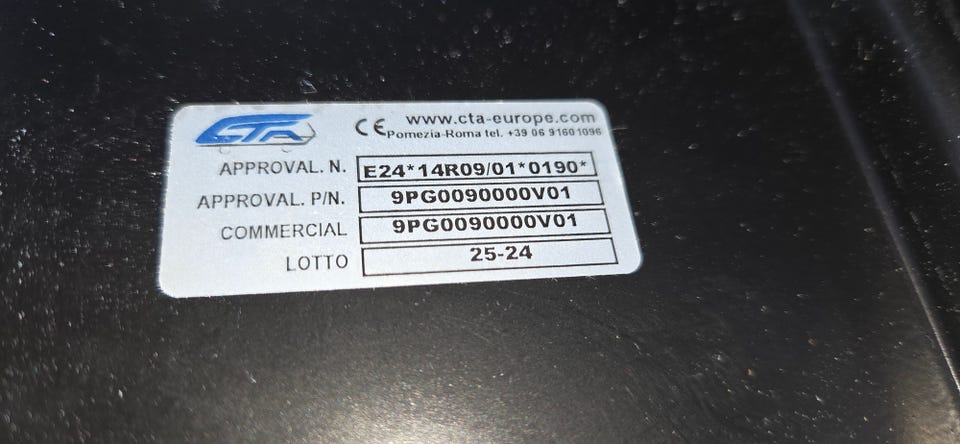 CTA CE www.cta-europe.com
Pomezia-Roma tel. +39 06 91601096
APPROVAL. N. E24*14R09/01*0190*
APPROVAL. P/N. 9PG0090000V01
COMMERCIAL 9PG0090000V01
LOTTO 25-24